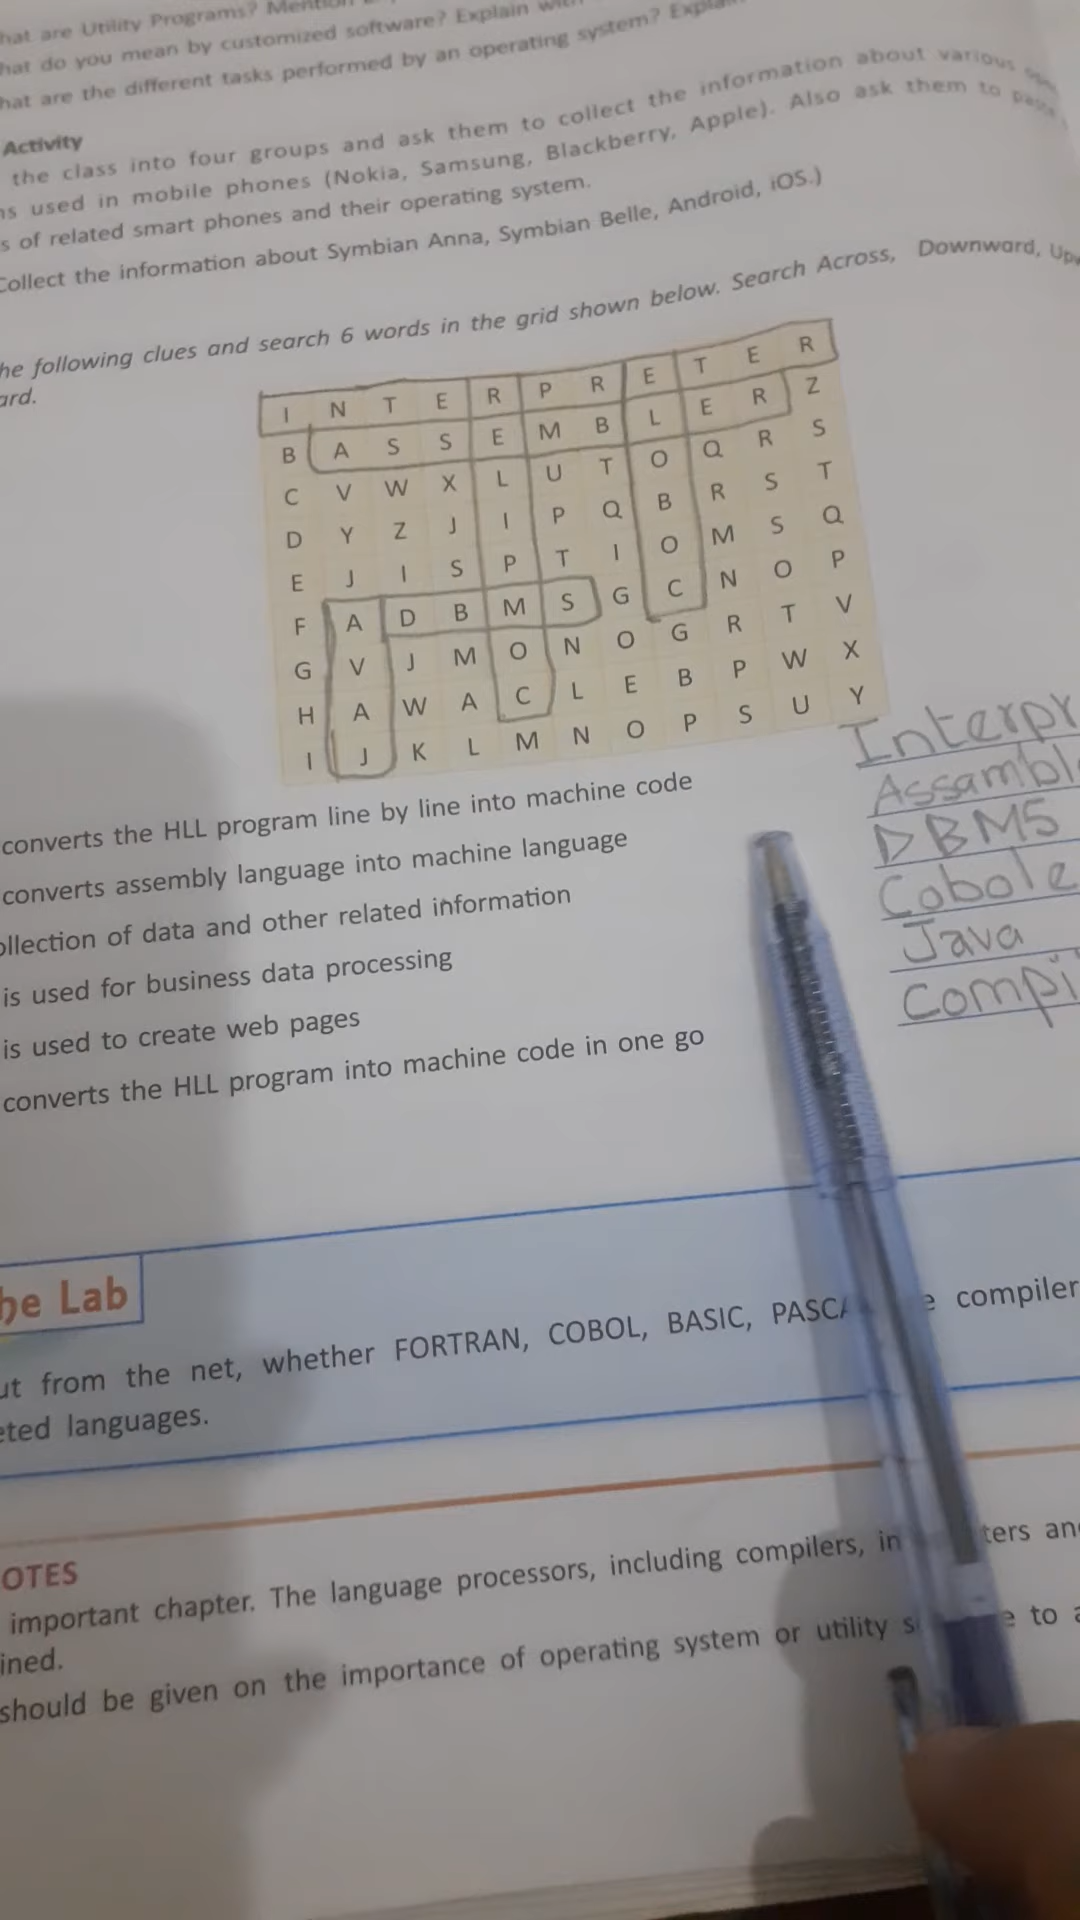 hat are Utility Programs? Mention
hat do you mean by customized software? Explain with
hat are the different tasks performed by an operating system? Explain
Activity
the class into four groups and ask them to collect the information about various
ns used in mobile phones (Nokia, Samsung, Blackberry, Apple). Also ask them to paste
s of related smart phones and their operating system.
Collect the information about Symbian Anna, Symbian Belle, Android, iOS.)
he following clues and search 6 words in the grid shown below. Search Across, Downward, Upw
ard.
I N T E R P R E T E R
B A S S E M B L E R Z
C V W X L U T O Q R S
D Y Z J I P Q B R S T
E J I S P T I O M S Q
F A D B M S G C N O P
G V J M O N O G R T V
H A W A C L E B P W X
I J K L M N O P S U Y
converts the HLL program line by line into machine code
Interpr
converts assembly language into machine language
Assambl
ollection of data and other related information
DBMS
is used for business data processing
Cobole
is used to create web pages
Java
converts the HLL program into machine code in one go
Compi
he Lab
ut from the net, whether FORTRAN, COBOL, BASIC, PASCA e compiler
eted languages.
OTES
important chapter. The language processors, including compilers, in ters and
ined.
should be given on the importance of operating system or utility s e to a